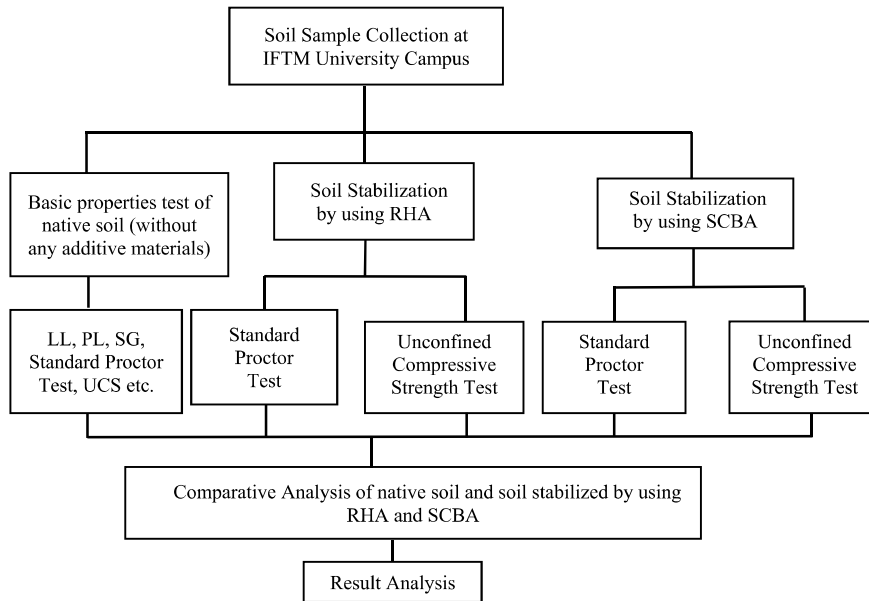 Soil Sample Collection at
IFTM University Campus
Basic properties test of
native soil (without
any additive materials)
Soil Stabilization
by using RHA
Soil Stabilization
by using SCBA
LL, PL, SG,
Standard Proctor
Test, UCS etc.
Standard
Proctor
Test
Unconfined
Compressive
Strength Test
Standard
Proctor
Test
Unconfined
Compressive
Strength Test
Comparative Analysis of native soil and soil stabilized by using
RHA and SCBA
Result Analysis